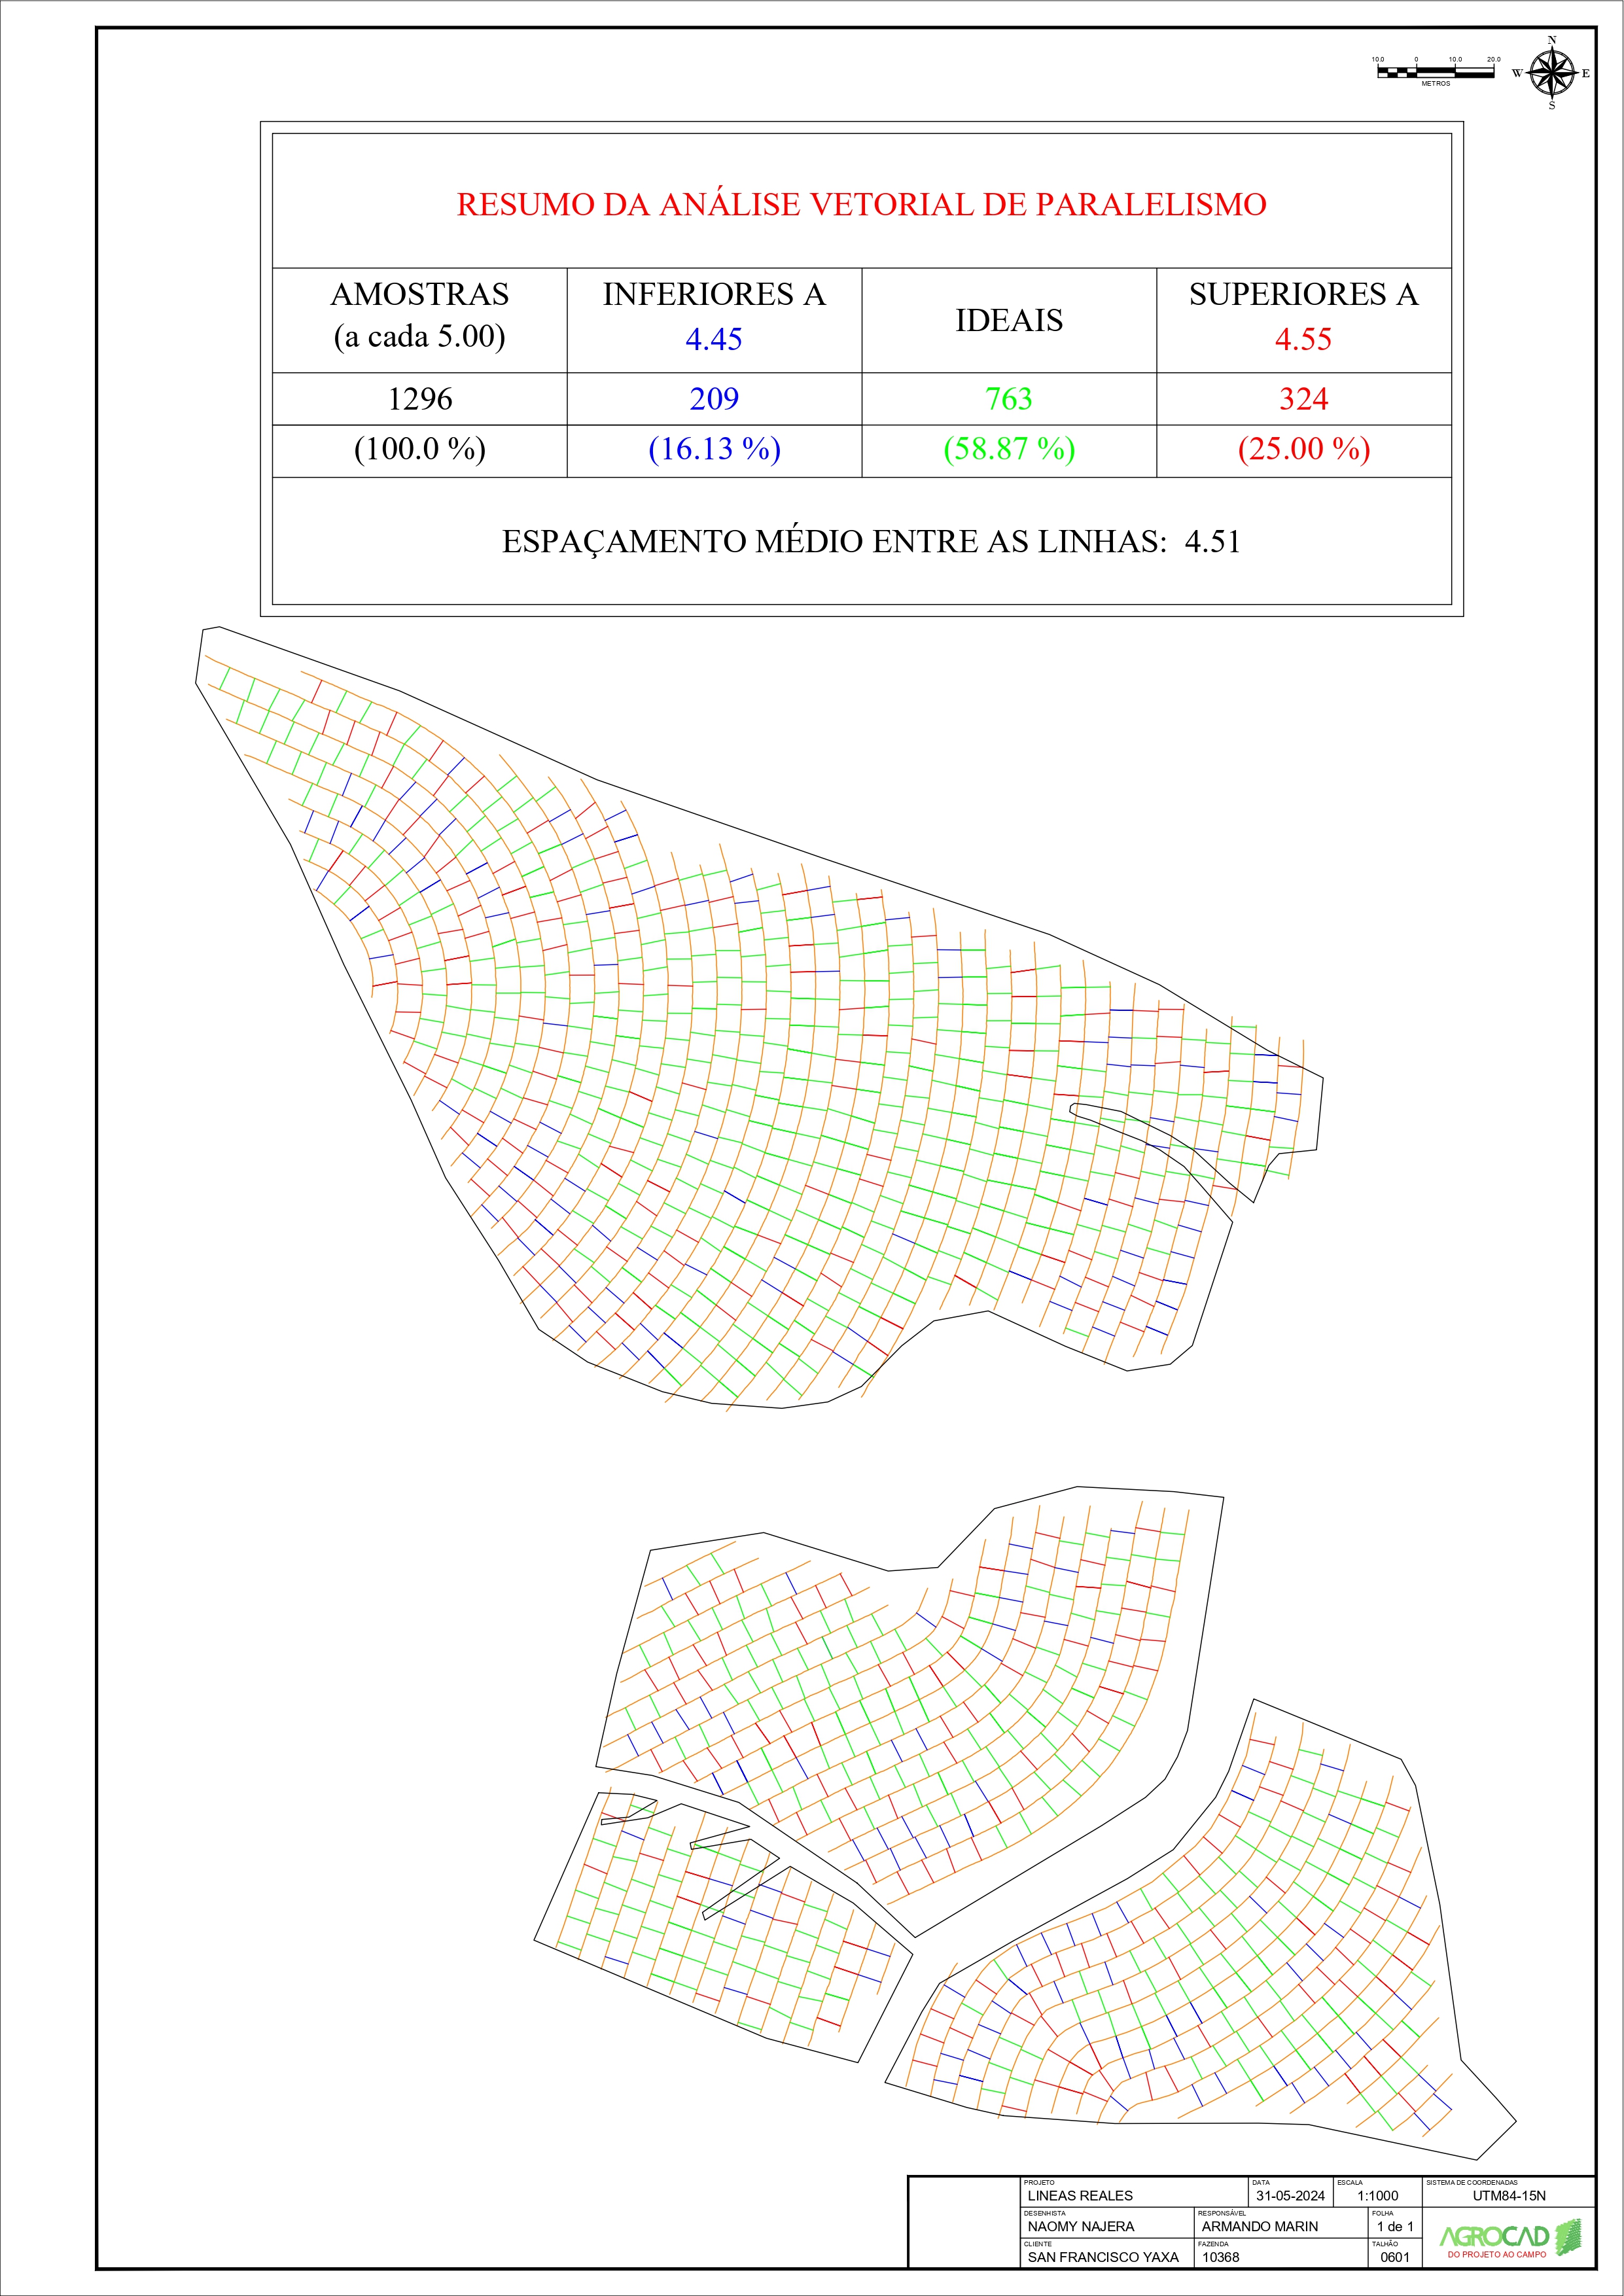 N
10.0 0 10.0 20.0
W E
METROS
S
RESUMO DA ANÁLISE VETORIAL DE PARALELISMO
AMOSTRAS
(a cada 5.00)
INFERIORES A
4.45
IDEAIS
SUPERIORES A
4.55
1296 209 763 324
(100.0 %) (16.13 %) (58.87 %) (25.00 %)
ESPAÇAMENTO MÉDIO ENTRE AS LINHAS: 4.51
PROJETO DATA ESCALA SISTEMA DE COORDENADAS
LINEAS REALES 31-05-2024 1:1000 UTM84-15N
DESENHISTA RESPONSÁVEL FOLHA
NAOMY NAJERA ARMANDO MARIN 1 de 1
CLIENTE FAZENDA TALHÃO
SAN FRANCISCO YAXA 10368 0601
AGROCAD
DO PROJETO AO CAMPO